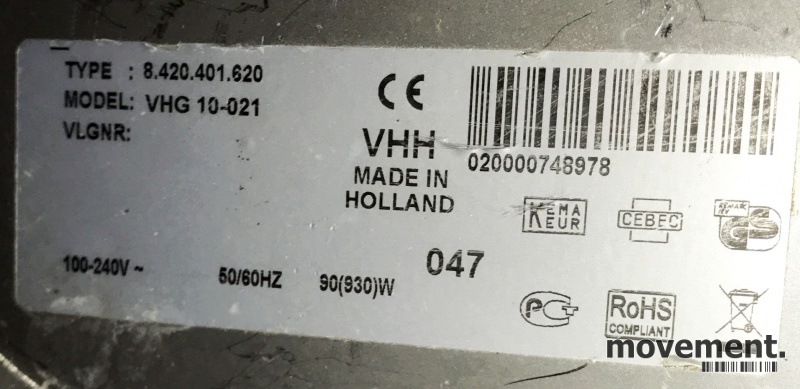 TYPE : 8.420.401.620
MODEL: VHG 10-021
VLGNR:
CE
VHH
MADE IN
HOLLAND
020000748978
KEMA
KEUR
CEBEC
GS
100-240V ~
50/60HZ
90(930)W
047
RoHS
COMPLIANT
movement.